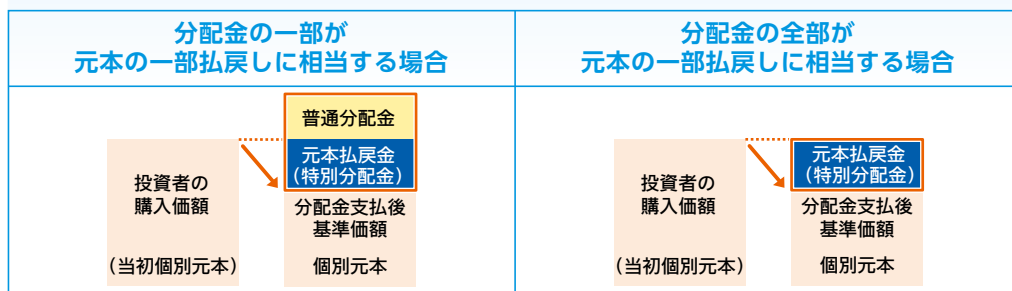 分配金の一部が
元本の一部払戻しに相当する場合
普通分配金
元本払戻金
(特別分配金)
投資者の
購入価額
(当初個別元本)
分配金支払後
基準価額
個別元本
分配金の全部が
元本の一部払戻しに相当する場合
元本払戻金
(特別分配金)
投資者の
購入価額
(当初個別元本)
分配金支払後
基準価額
個別元本